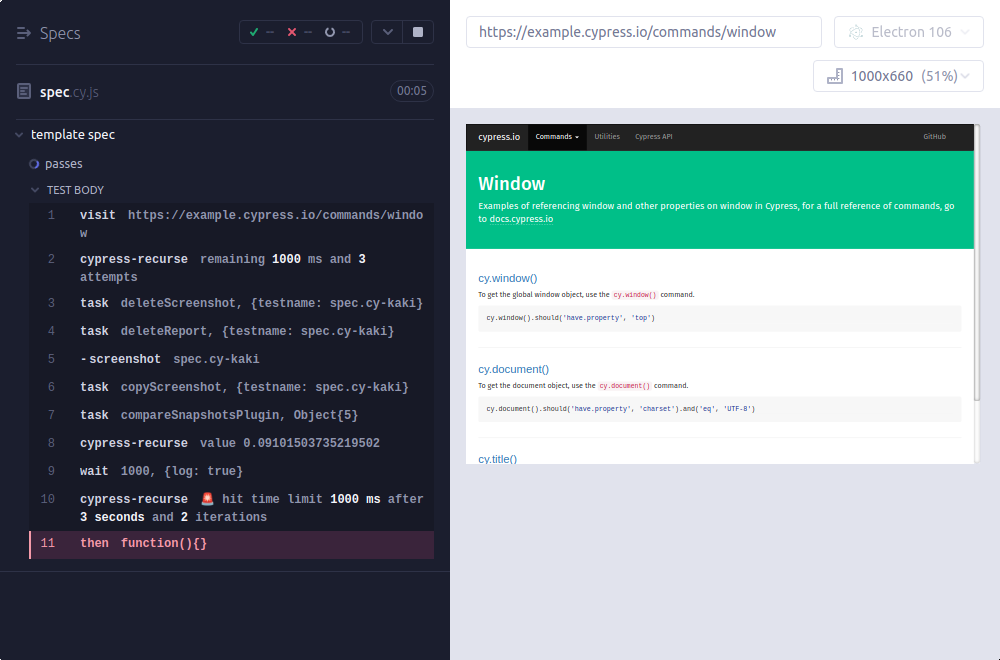 Specs
-- -- --
spec.cy.js
00:05
template spec
passes
TEST BODY
1 visit https://example.cypress.io/commands/windo
w
2 cypress-recurse remaining 1000 ms and 3
attempts
3 task deleteScreenshot, {testname: spec.cy-kaki}
4 task deleteReport, {testname: spec.cy-kaki}
5 -screenshot spec.cy-kaki
6 task copyScreenshot, {testname: spec.cy-kaki}
7 task compareSnapshotsPlugin, Object{5}
8 cypress-recurse value 0.09101503735219502
9 wait 1000, {log: true}
10 cypress-recurse 🚨 hit time limit 1000 ms after
3 seconds and 2 iterations
11 then function(){}
https://example.cypress.io/commands/window
Electron 106
1000x660 (51%)
cypress.io Commands Utilities Cypress API GitHub
Window
Examples of referencing window and other properties on window in Cypress, for a full reference of commands, go
to docs.cypress.io
cy.window()
To get the global window object, use the cy.window() command.
cy.window().should('have.property', 'top')
cy.document()
To get the document object, use the cy.document() command.
cy.document().should('have.property', 'charset').and('eq', 'UTF-8')
cy.title()